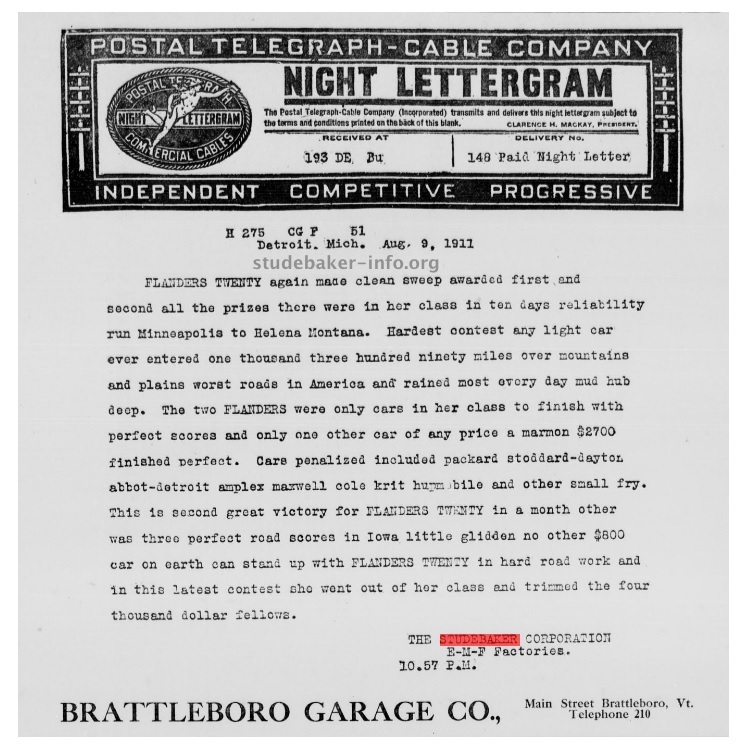 POSTAL TELEGRAPH-CABLE COMPANY
POSTAL TELEGRAPH
NIGHT LETTERGRAM
COMMERCIAL CABLES
NIGHT LETTERGRAM
The Postal Telegraph-Cable Company (Incorporated) transmits and delivers this night lettergram subject to
the terms and conditions printed on the back of this blank. CLARENCE H. MACKAY, PRESIDENT.
RECEIVED AT
193 DE, Bu
DELIVERY NO.
148 Paid Night Letter
INDEPENDENT COMPETITIVE PROGRESSIVE
H 275 CG F 51
Detroit. Mich. Aug. 9, 1911
studebaker-info.org
FLANDERS TWENTY again made clean sweep awarded first and
second all the prizes there were in her class in ten days reliability
run Minneapolis to Helena Montana. Hardest contest any light car
ever entered one thousand three hundred ninety miles over mountains
and plains worst roads in America and rained most every day mud hub
deep. The two FLANDERS were only cars in her class to finish with
perfect scores and only one other car of any price a marmon $2700
finished perfect. Cars penalized included packard stoddard-dayton
abbot-detroit amplex maxwell cole krit hupmobile and other small fry.
This is second great victory for FLANDERS TWENTY in a month other
was three perfect road scores in Iowa little glidden no other $800
car on earth can stand up with FLANDERS TWENTY in hard road work and
in this latest contest she went out of her class and trimmed the four
thousand dollar fellows.
THE STUDEBAKER CORPORATION
E-M-F Factories.
10.57 P.M.
BRATTLEBORO GARAGE CO.,
Main Street Brattleboro, Vt.
Telephone 210